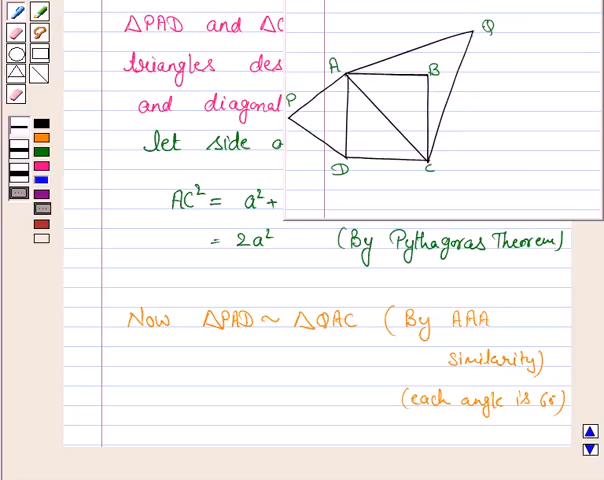 ΔPAD and Δ
triangles des
and diagonal
let side
AC² = a² +
= 2a² (By Pythagoras Theorem)
Now ΔPAD ~ ΔQAC (By AAA
similarity)
(each angle is 60)
Q
A B
P
D C